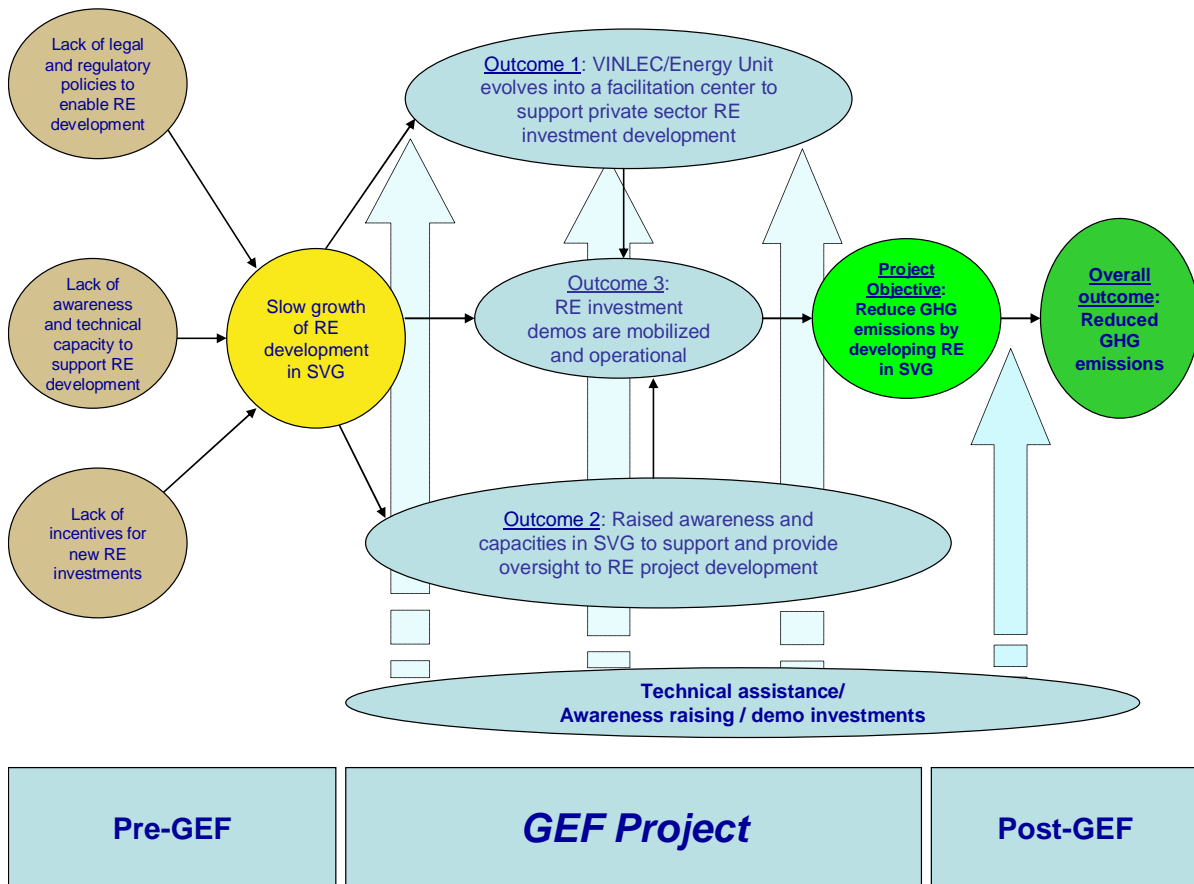 Lack of legal
and regulatory
policies to
enable RE
development
Lack of
awareness
and technical
capacity to
support RE
development
Lack of
incentives for
new RE
investments
Slow growth
of RE
development
in SVG
Outcome 1: VINLEC/Energy Unit
evolves into a facilitation center to
support private sector RE
investment development
Outcome 3:
RE investment
demos are mobilized
and operational
Outcome 2: Raised awareness and
capacities in SVG to support and provide
oversight to RE project development
Project
Objective:
Reduce GHG
emissions by
developing RE
in SVG
Overall
outcome:
Reduced
GHG
emissions
Technical assistance/
Awareness raising / demo investments
Pre-GEF
GEF Project
Post-GEF